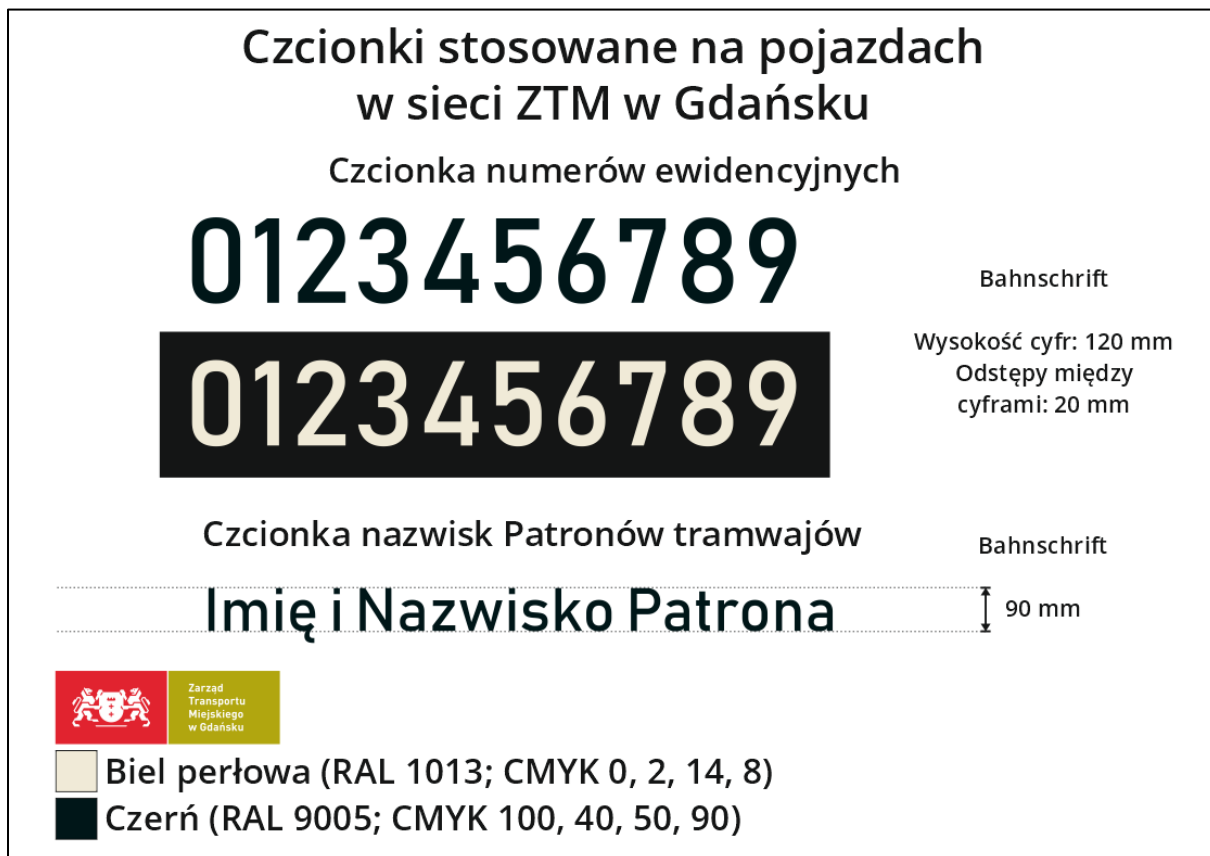 Czcionki stosowane na pojazdach
w sieci ZTM w Gdańsku
Czcionka numerów ewidencyjnych
0123456789
Bahnschrift
0123456789
Wysokość cyfr: 120 mm
Odstępy między
cyframi: 20 mm
Czcionka nazwisk Patronów tramwajów
Bahnschrift
Imię i Nazwisko Patrona
90 mm
Zarząd
Transportu
Miejskiego
w Gdańsku
Biel perłowa (RAL 1013; CMYK 0, 2, 14, 8)
Czerń (RAL 9005; CMYK 100, 40, 50, 90)